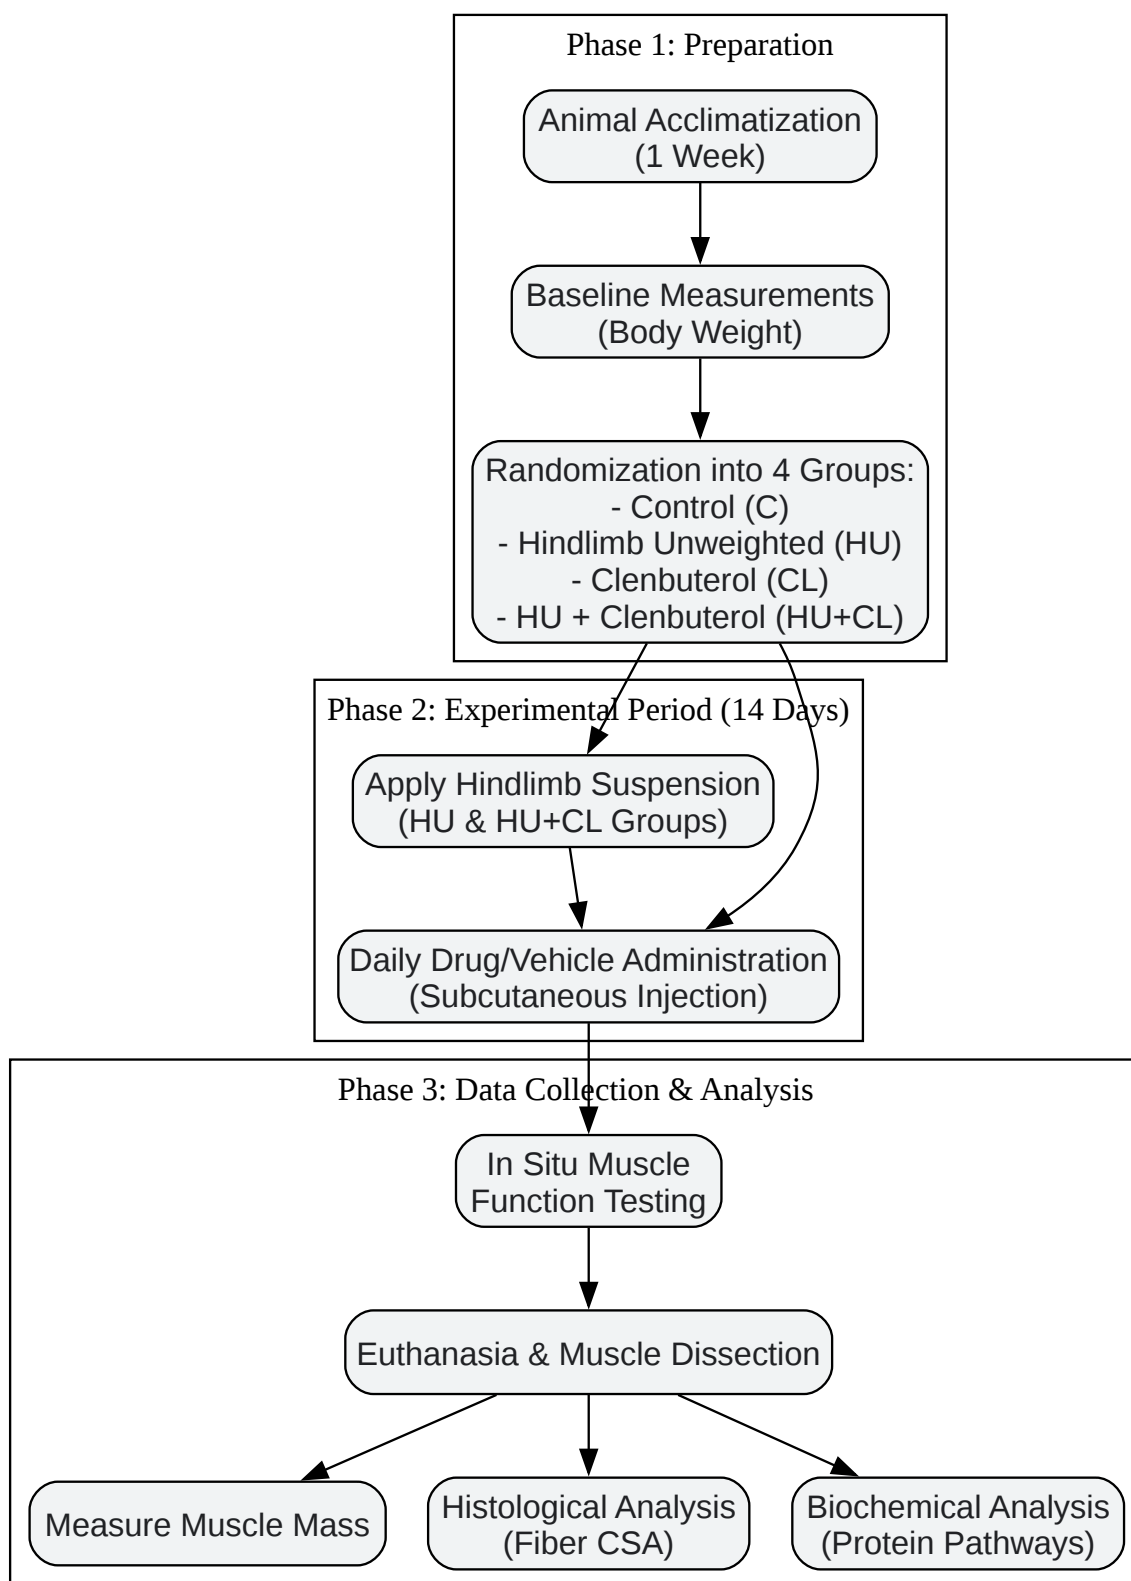 Phase 1: Preparation
Animal Acclimatization
(1 Week)
Baseline Measurements
(Body Weight)
Randomization into 4 Groups:
- Control (C)
- Hindlimb Unweighted (HU)
- Clenbuterol (CL)
- HU + Clenbuterol (HU+CL)
Phase 2: Experimental Period (14 Days)
Apply Hindlimb Suspension
(HU & HU+CL Groups)
Daily Drug/Vehicle Administration
(Subcutaneous Injection)
Phase 3: Data Collection & Analysis
In Situ Muscle
Function Testing
Euthanasia & Muscle Dissection
Measure Muscle Mass
Histological Analysis
(Fiber CSA)
Biochemical Analysis
(Protein Pathways)